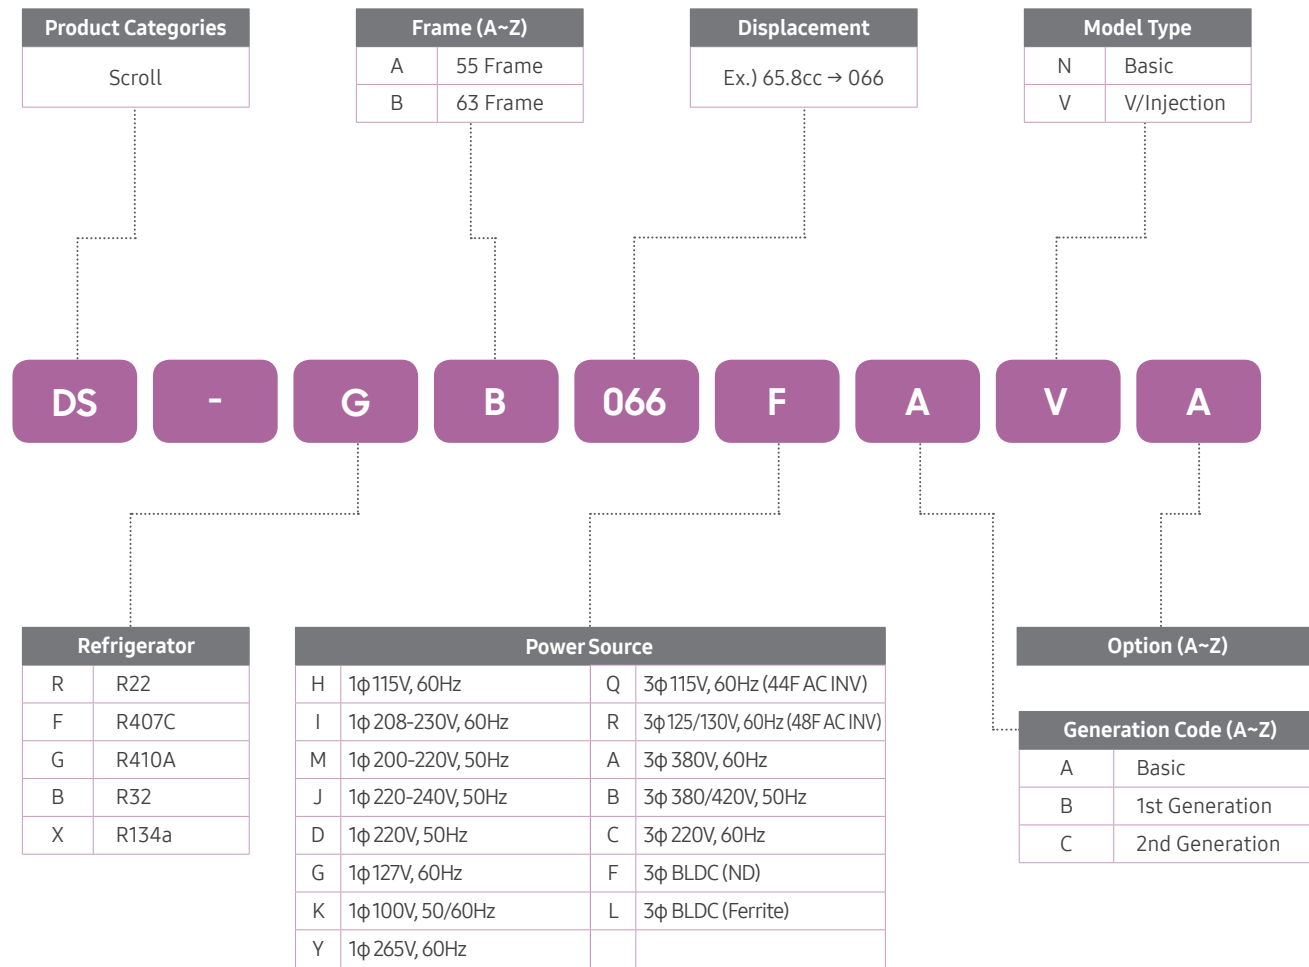 Product Categories
Scroll
Frame (A~Z)
A 55 Frame
B 63 Frame
Displacement
Ex.) 65.8cc → 066
Model Type
N Basic
V V/Injection
DS - G B 066 F A V A
Refrigerator
R R22
F R407C
G R410A
B R32
X R134a
Power Source
H 1φ 115V, 60Hz Q 3φ 115V, 60Hz (44F AC INV)
I 1φ 208-230V, 60Hz R 3φ 125/130V, 60Hz (48F AC INV)
M 1φ 200-220V, 50Hz A 3φ 380V, 60Hz
J 1φ 220-240V, 50Hz B 3φ 380/420V, 50Hz
D 1φ 220V, 50Hz C 3φ 220V, 60Hz
G 1φ 127V, 60Hz F 3φ BLDC (ND)
K 1φ 100V, 50/60Hz L 3φ BLDC (Ferrite)
Y 1φ 265V, 60Hz
Option (A~Z)
Generation Code (A~Z)
A Basic
B 1st Generation
C 2nd Generation